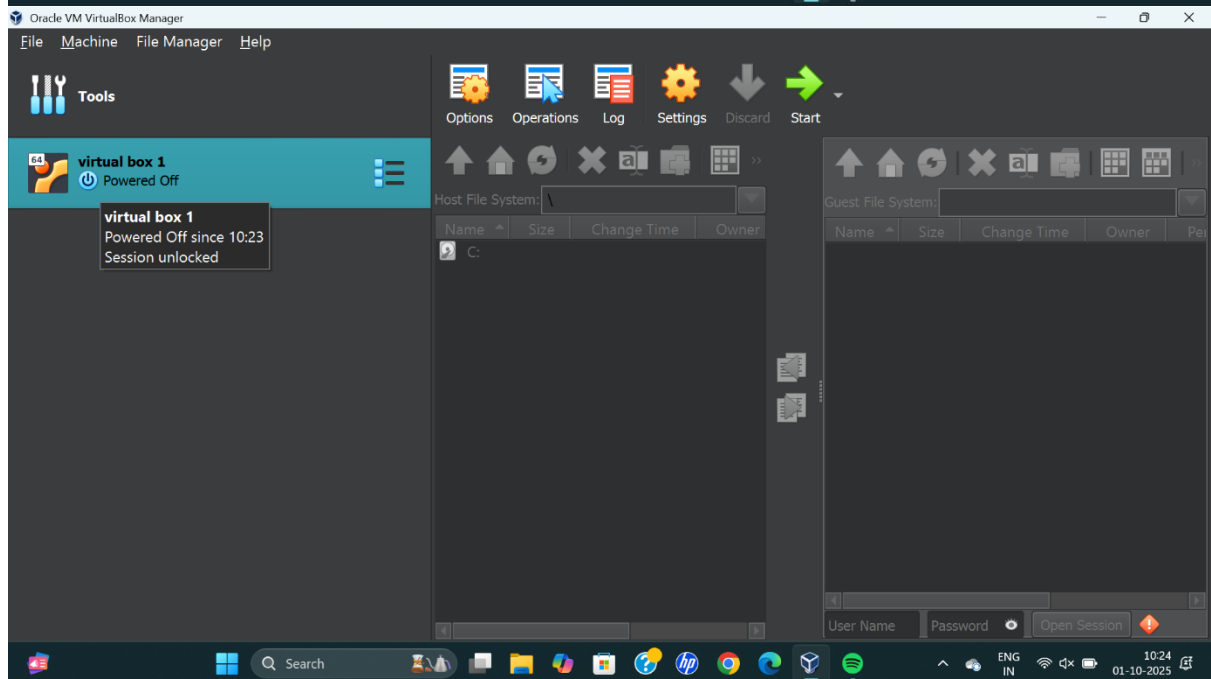 Oracle VM VirtualBox Manager
File Machine File Manager Help
Tools
Options Operations Log Settings Discard Start
64
virtual box 1
Powered Off
virtual box 1
Powered Off since 10:23
Session unlocked
Host File System: \
Name Size Change Time Owner
C:
Guest File System:
Name Size Change Time Owner Per
User Name Password Open Session
Search
hp
ENG
IN
10:24
01-10-2025